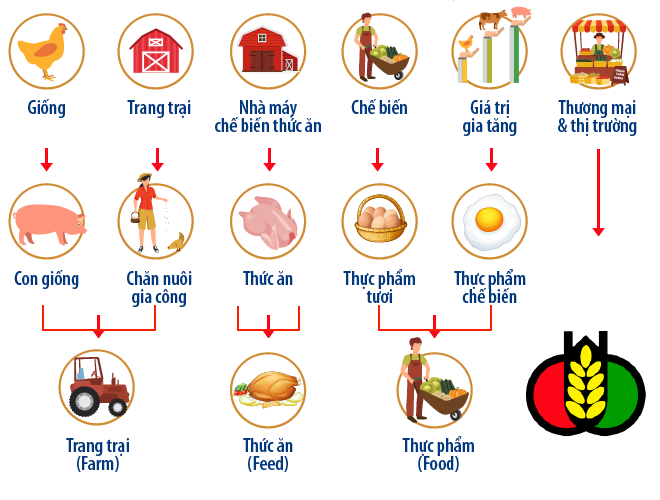 Giống
Trang trại
Nhà máy
chế biến thức ăn
Chế biến
Giá trị
gia tăng
Thương mại
& thị trường
Con giống
Chăn nuôi
gia công
Thức ăn
Thực phẩm
tươi
Thực phẩm
chế biến
Trang trại
(Farm)
Thức ăn
(Feed)
Thực phẩm
(Food)